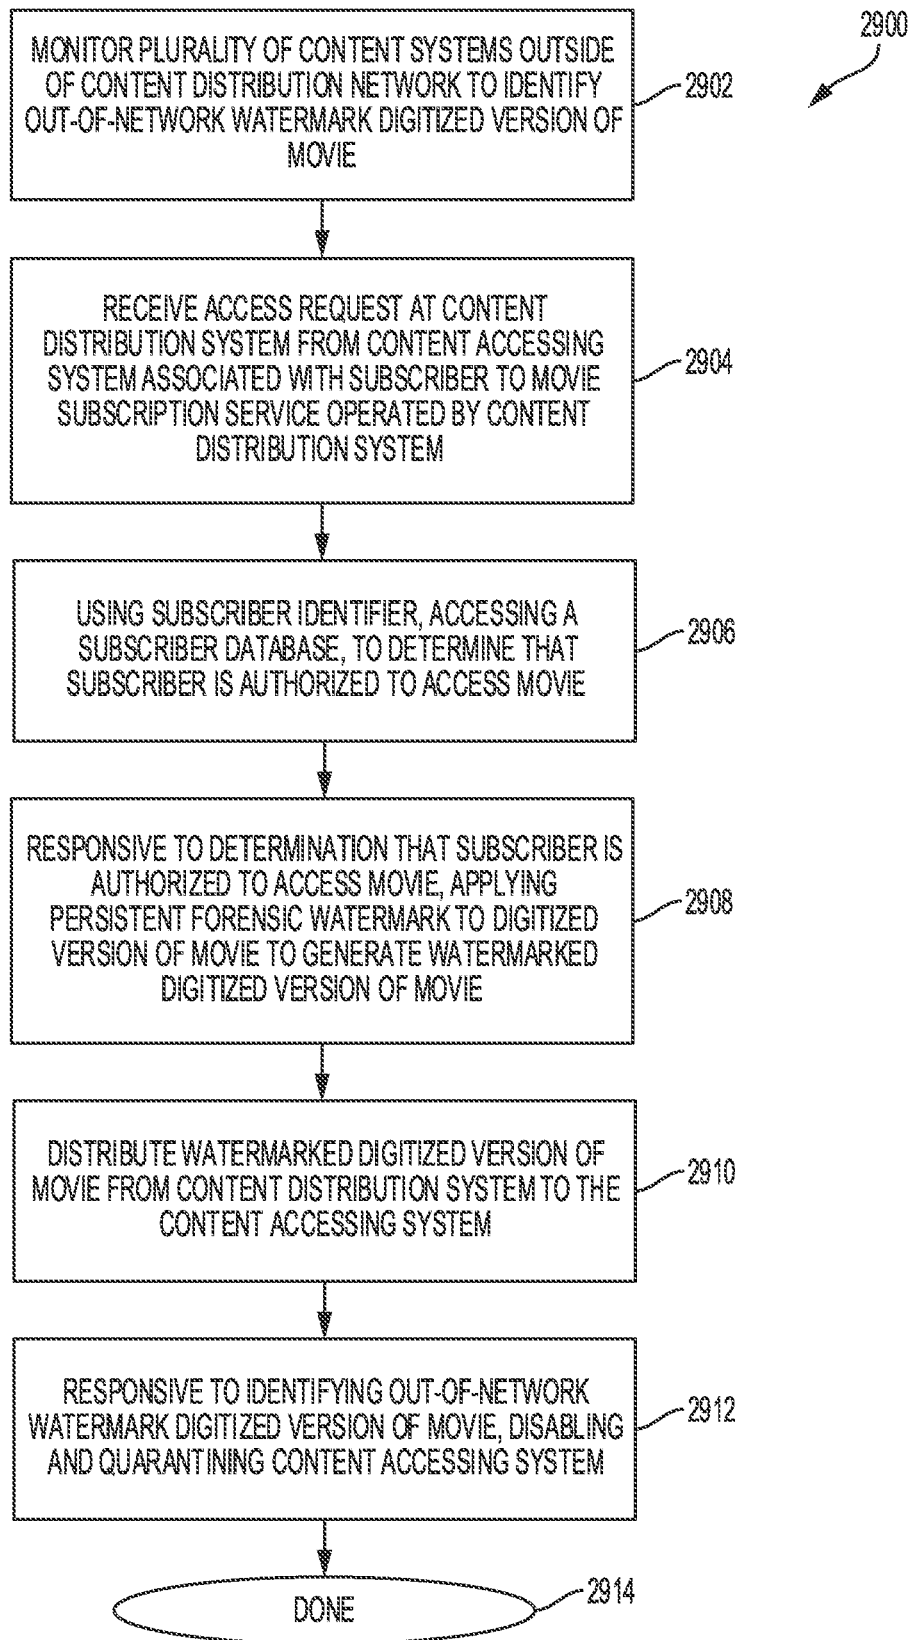 2900
MONITOR PLURALITY OF CONTENT SYSTEMS OUTSIDE
OF CONTENT DISTRIBUTION NETWORK TO IDENTIFY
OUT-OF-NETWORK WATERMARK DIGITIZED VERSION OF
MOVIE
2902
RECEIVE ACCESS REQUEST AT CONTENT
DISTRIBUTION SYSTEM FROM CONTENT ACCESSING
SYSTEM ASSOCIATED WITH SUBSCRIBER TO MOVIE
SUBSCRIPTION SERVICE OPERATED BY CONTENT
DISTRIBUTION SYSTEM
2904
USING SUBSCRIBER IDENTIFIER, ACCESSING A
SUBSCRIBER DATABASE, TO DETERMINE THAT
SUBSCRIBER IS AUTHORIZED TO ACCESS MOVIE
2906
RESPONSIVE TO DETERMINATION THAT SUBSCRIBER IS
AUTHORIZED TO ACCESS MOVIE, APPLYING
PERSISTENT FORENSIC WATERMARK TO DIGITIZED
VERSION OF MOVIE TO GENERATE WATERMARKED
DIGITIZED VERSION OF MOVIE
2908
DISTRIBUTE WATERMARKED DIGITIZED VERSION OF
MOVIE FROM CONTENT DISTRIBUTION SYSTEM TO THE
CONTENT ACCESSING SYSTEM
2910
RESPONSIVE TO IDENTIFYING OUT-OF-NETWORK
WATERMARK DIGITIZED VERSION OF MOVIE, DISABLING
AND QUARANTINING CONTENT ACCESSING SYSTEM
2912
DONE
2914